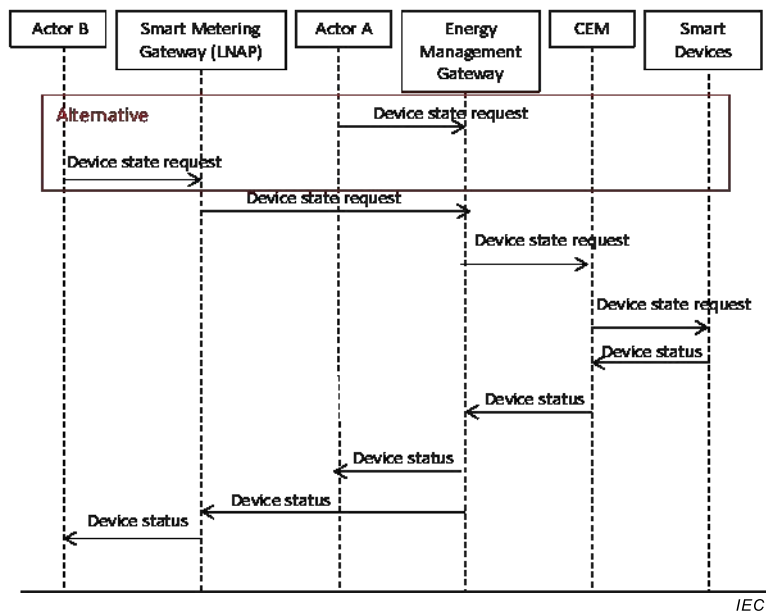 Actor B
Smart Metering
Gateway (LNAP)
Actor A
Energy
Management
Gateway
CEM
Smart
Devices
Alternative
Device state request
Device state request
Device state request
Device state request
Device state request
Device status
Device status
Device status
Device status
Device status
IEC